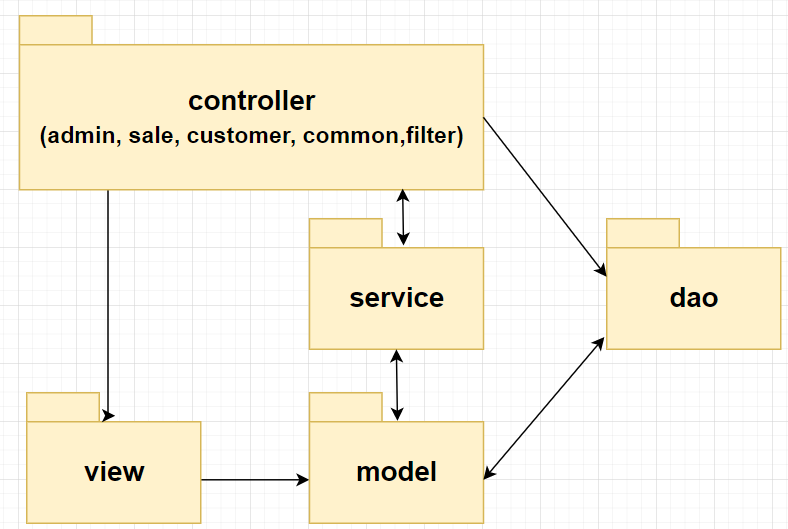 controller
(admin, sale, customer, common,filter)
service
dao
view
model